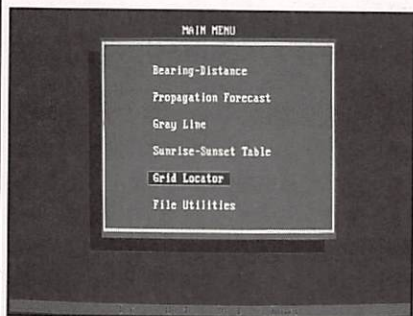 MAIN MENU
Bearing-Distance
Propagation Forecast
Gray Line
Sunrise-Sunset Table
Grid Locator
File Utilities